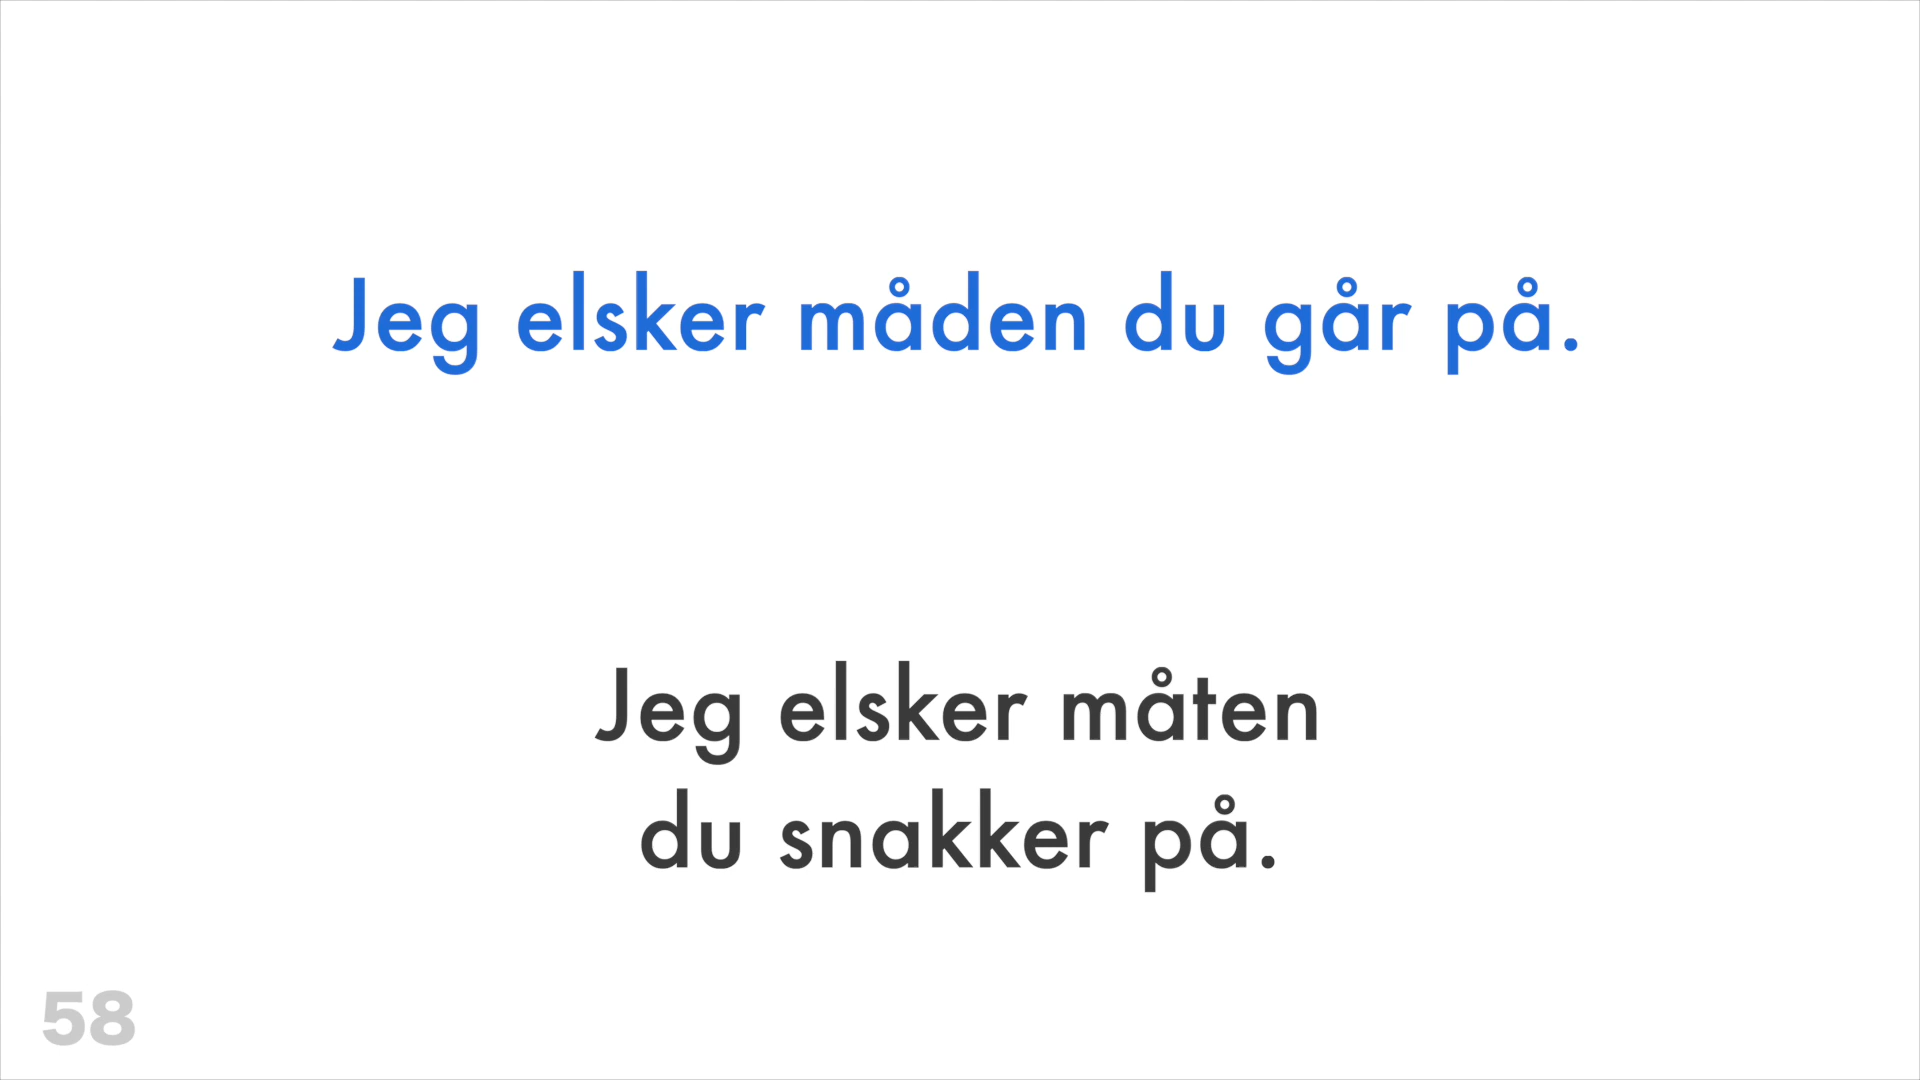 Jeg elsker måden du går på.
Jeg elsker måten
du snakker på.
58